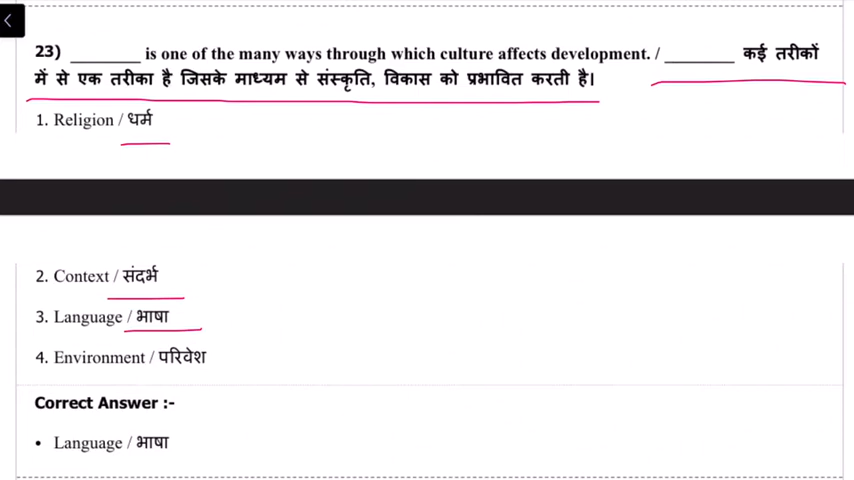 23) ________ is one of the many ways through which culture affects development. / ________ कई तरीकों
में से एक तरीका है जिसके माध्यम से संस्कृति, विकास को प्रभावित करती है।
1. Religion / धर्म
2. Context / संदर्भ
3. Language / भाषा
4. Environment / परिवेश
Correct Answer :-
• Language / भाषा